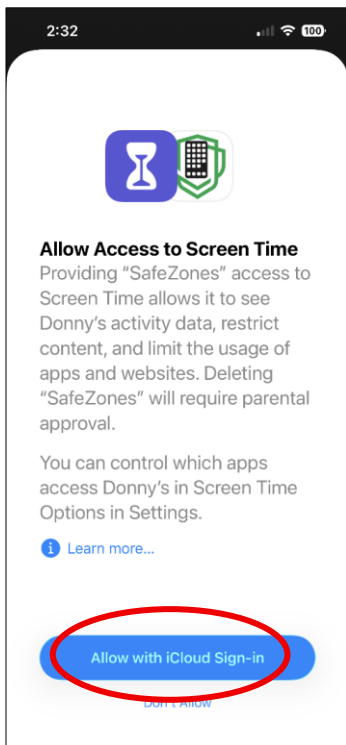 2:32
100
Allow Access to Screen Time
Providing “SafeZones” access to
Screen Time allows it to see
Donny’s activity data, restrict
content, and limit the usage of
apps and websites. Deleting
“SafeZones” will require parental
approval.
You can control which apps
access Donny’s in Screen Time
Options in Settings.
Learn more...
Allow with iCloud Sign-in
Don't Allow